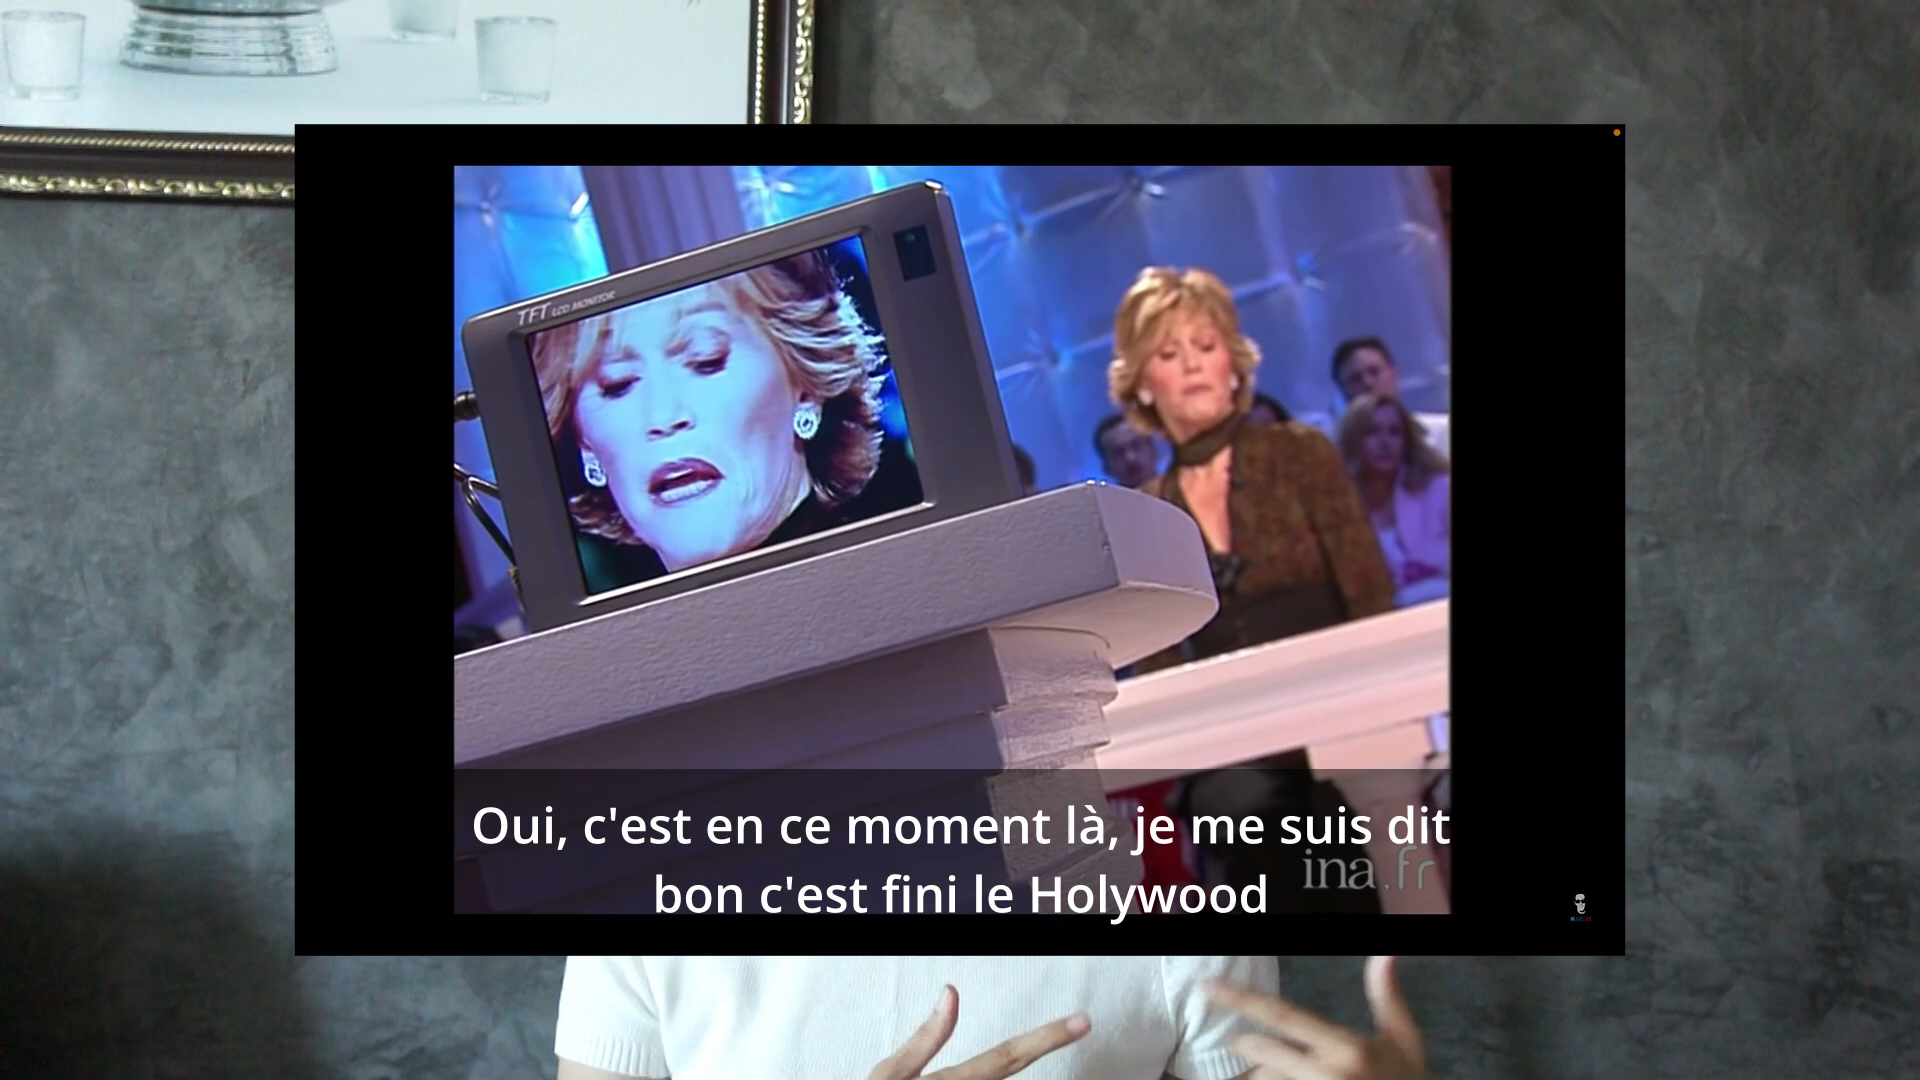 TFT LCD MONITOR
Oui, c'est en ce moment là, je me suis dit
bon c'est fini le Holywood
ina.fr